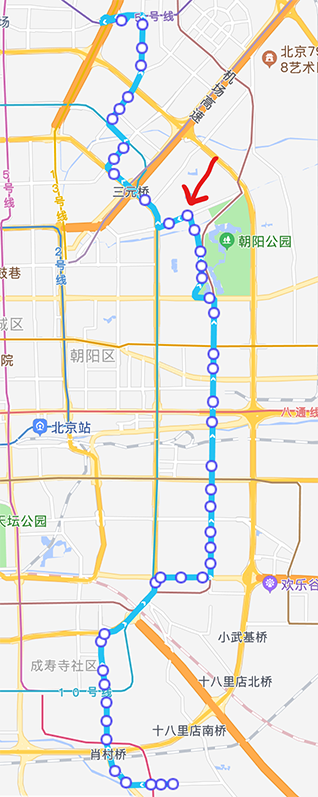 场
5号线
北京79
8艺术
机场高速
5号线
13号线
三元桥
朝阳公园
2号线
鼓巷
城区
朝阳区
院
八通线
北京站
天坛公园
欢乐谷
小武基桥
成寿寺社区
十八里店北桥
10号线
十八里店南桥
肖村桥